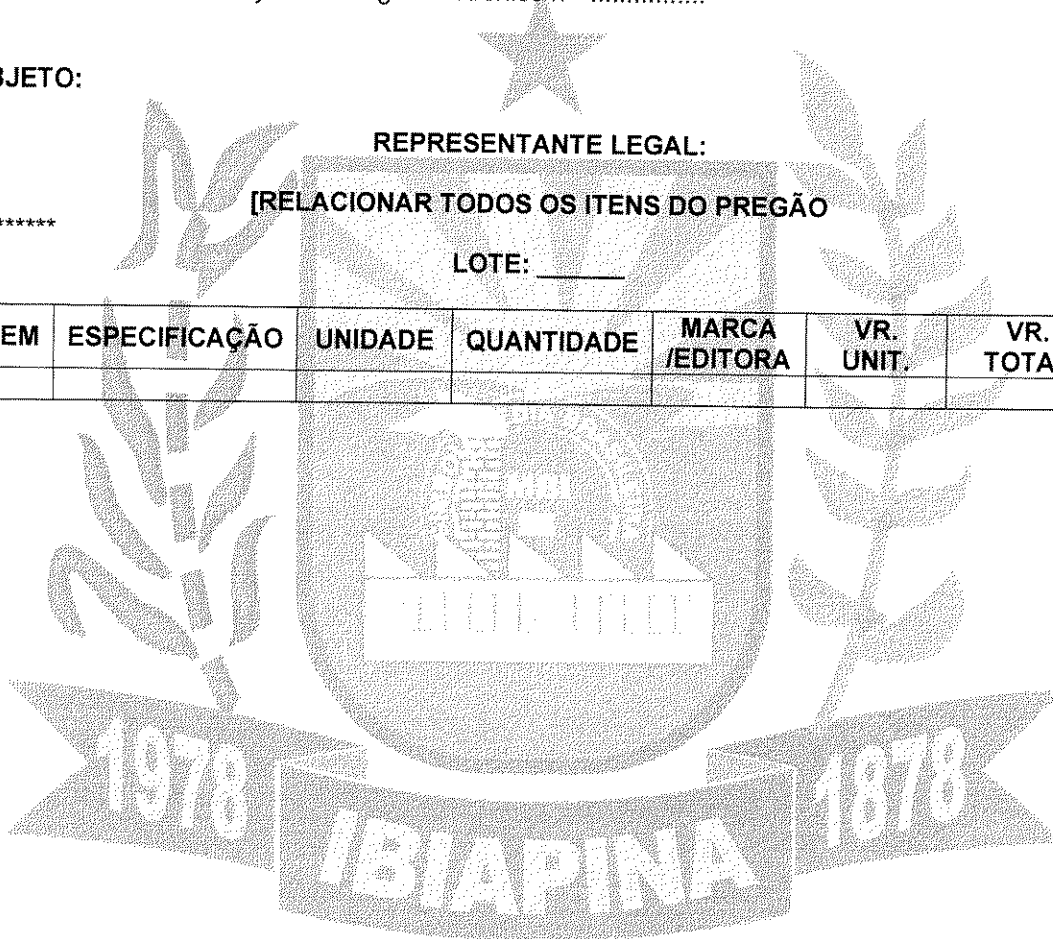 BJETO:
REPRESENTANTE LEGAL:
[RELACIONAR TODOS OS ITENS DO PREGÃO
******
LOTE: ______
EM ESPECIFICAÇÃO UNIDADE QUANTIDADE MARCA /EDITORA VR. UNIT. VR. TOTA
1978 IBIAPINA 1878